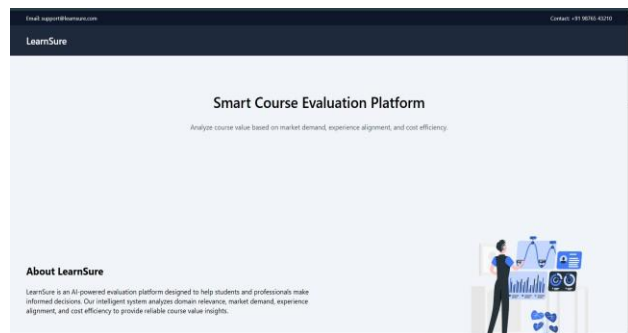 Email: support@learnsure.com
Contact: +91 98765 43210
LearnSure
Smart Course Evaluation Platform
Analyze course value based on market demand, experience alignment, and cost efficiency.
About LearnSure
LearnSure is an AI-powered evaluation platform designed to help students and professionals make
informed decisions. Our intelligent system analyzes domain relevance, market demand, experience
alignment, and cost efficiency to provide reliable course value insights.